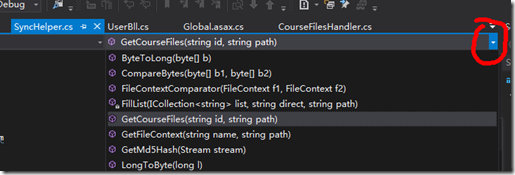 SyncHelper.cs UserBll.cs Global.asax.cs CourseFilesHandler.cs
GetCourseFiles(string id, string path)
ByteToLong(byte[] b)
CompareBytes(byte[] b1, byte[] b2)
FileContextComparator(FileContext f1, FileContext f2)
FillList(ICollection<string> list, string direct, string path)
GetCourseFiles(string id, string path)
GetFileContext(string name, string path)
GetMd5Hash(Stream stream)
LongToByte(long l)